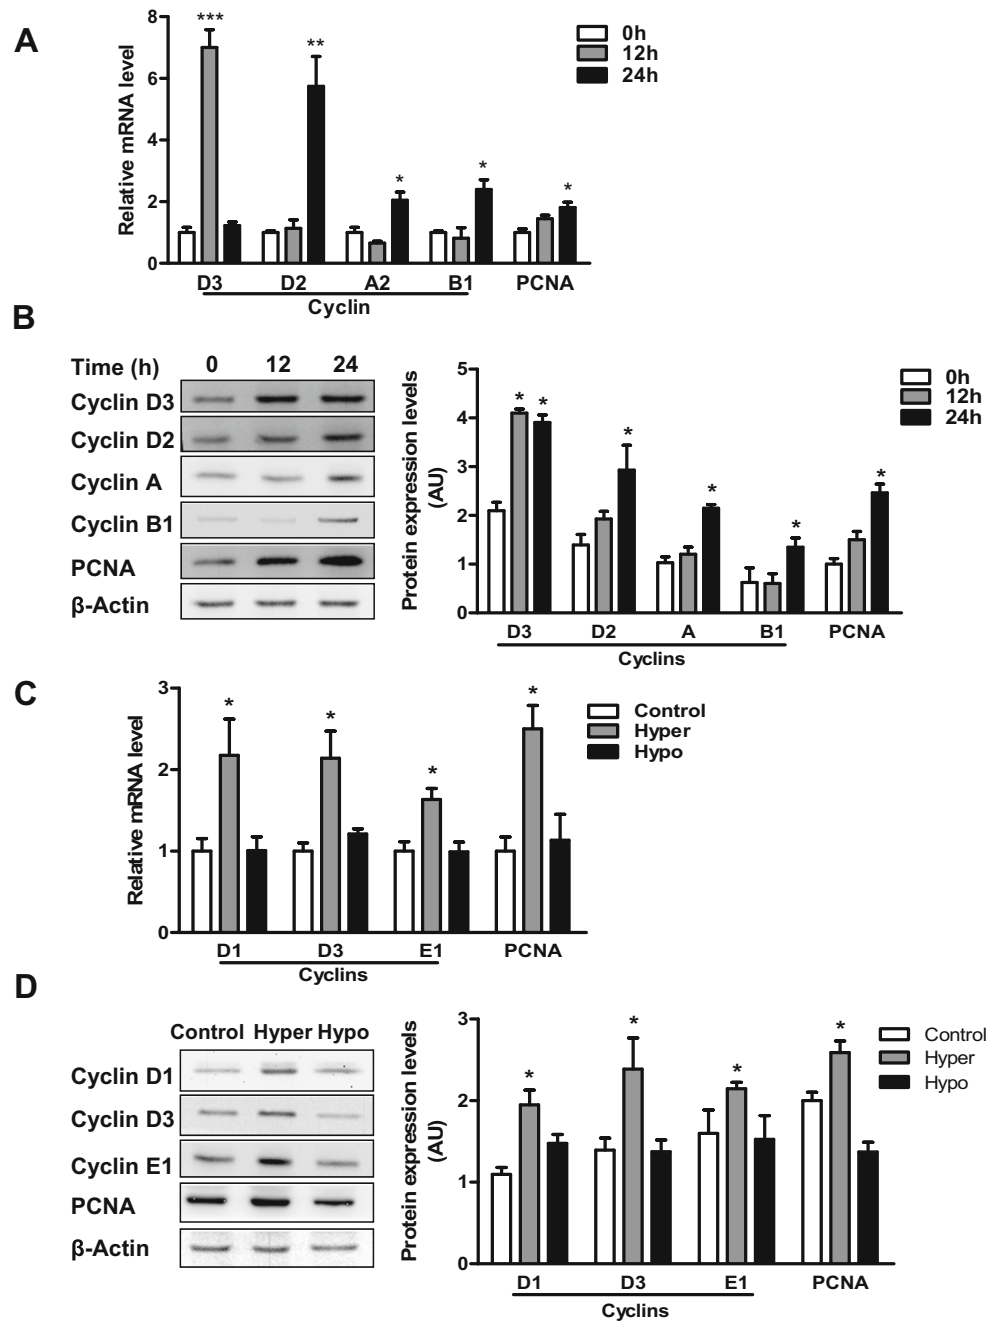 A
Relative mRNA level
8
6
4
2
0
***
**
*
*
*
0h
12h
24h
D3 D2 A2 B1 PCNA
Cyclin
B
Time (h) 0 12 24
Cyclin D3
Cyclin D2
Cyclin A
Cyclin B1
PCNA
β-Actin
Protein expression levels
(AU)
5
4
3
2
1
0
* * * * * *
0h
12h
24h
D3 D2 A B1 PCNA
Cyclins
C
Relative mRNA level
3
2
1
0
* * * *
Control
Hyper
Hypo
D1 D3 E1 PCNA
Cyclins
D
Control Hyper Hypo
Cyclin D1
Cyclin D3
Cyclin E1
PCNA
β-Actin
Protein expression levels
(AU)
3
2
1
0
* * * *
Control
Hyper
Hypo
D1 D3 E1 PCNA
Cyclins